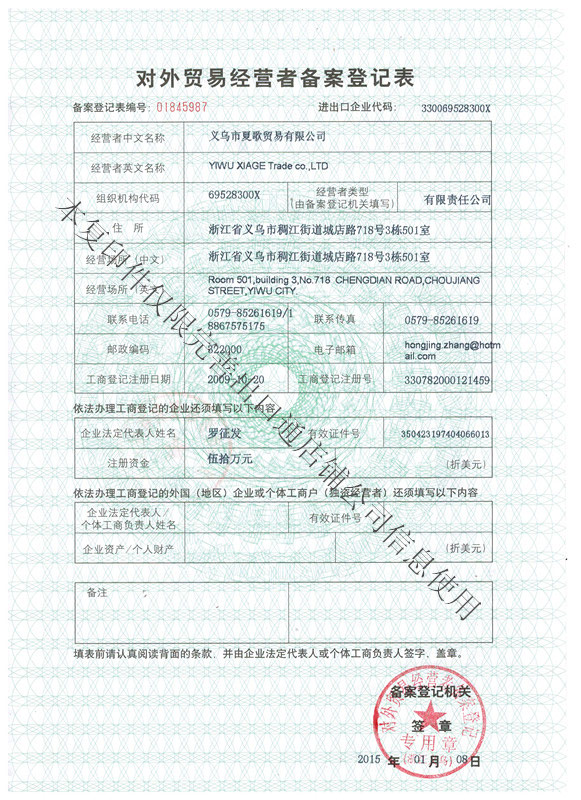 对外贸易经营者备案登记表
备案登记表编号: 01845987 进出口企业代码: 330069528300X
经营者中文名称 义乌市夏歌贸易有限公司
经营者英文名称 YIWU XIAGE Trade co.,LTD
组织机构代码 69528300X 经营者类型
(由备案登记机关填写) 有限责任公司
住 所 浙江省义乌市稠江街道城店路718号3栋501室
经营场所(中文) 浙江省义乌市稠江街道城店路718号3栋501室
经营场所(英文) Room 501,building 3,No.718 CHENGDIAN ROAD,CHOUJIANG
STREET,YIWU CITY.
联系电话 0579-85261619/1
8867575175 联系传真 0579-85261619
邮政编码 322000 电子邮箱 hongjing.zhang@hotm
ail.com
工商登记注册日期 2009-10-20 工商登记注册号 330782000121459
依法办理工商登记的企业还须填写以下内容
企业法定代表人姓名 罗征发 有效证件号 350423197404066013
注册资金 伍拾万元 (折美元)
依法办理工商登记的外国(地区)企业或个体工商户(独资经营者)还须填写以下内容
企业法定代表人/
个体工商负责人姓名 有效证件号
企业资产/个人财产 (折美元)
备注
填表前请认真阅读背面的条款,并由企业法定代表人或个体工商负责人签字、盖章。
备案登记机关
签 章
2015 年 01 月 08 日
对外贸易经营者备案登记
专用章
本复印件仅限完善出口通店铺公司信息使用